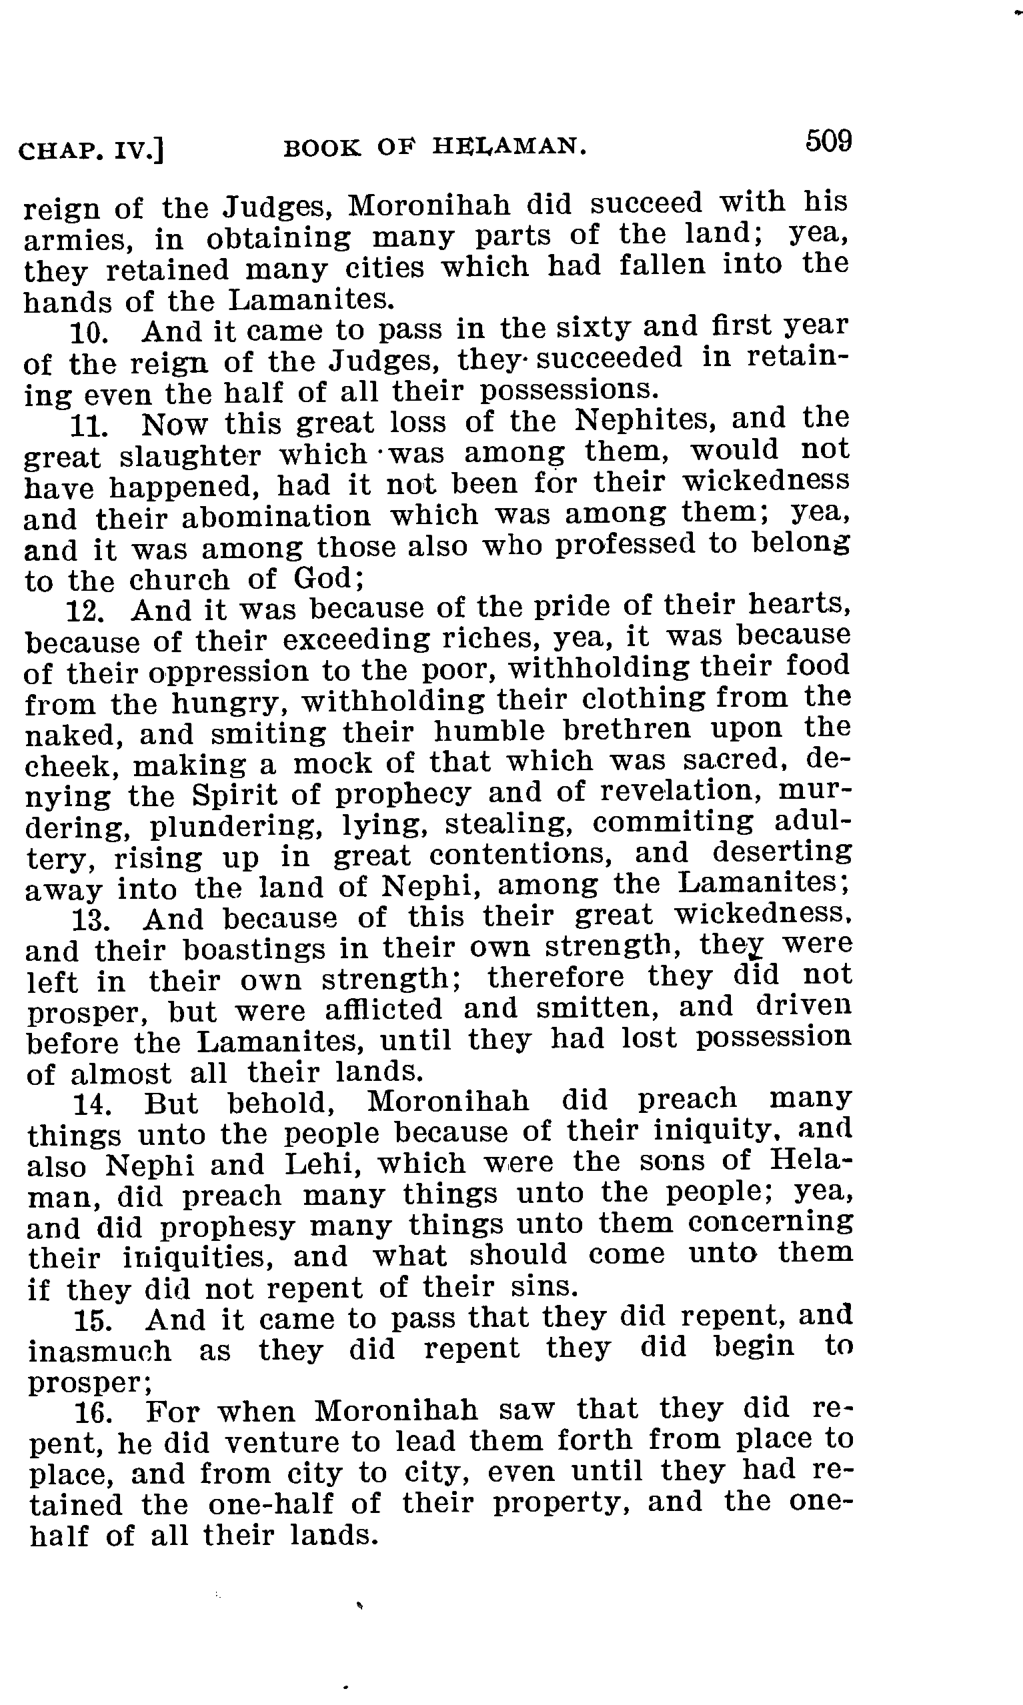 CHAP. IV.] BOOK OF HELAMAN. 509
reign of the Judges, Moronihah did succeed with his
armies, in obtaining many parts of the land; yea,
they retained many cities which had fallen into the
hands of the Lamanites.
10. And it came to pass in the sixty and first year
of the reign of the Judges, they succeeded in retain-
ing even the half of all their possessions.
11. Now this great loss of the Nephites, and the
great slaughter which was among them, would not
have happened, had it not been for their wickedness
and their abomination which was among them; yea,
and it was among those also who professed to belong
to the church of God;
12. And it was because of the pride of their hearts,
because of their exceeding riches, yea, it was because
of their oppression to the poor, withholding their food
from the hungry, withholding their clothing from the
naked, and smiting their humble brethren upon the
cheek, making a mock of that which was sacred, de-
nying the Spirit of prophecy and of revelation, mur-
dering, plundering, lying, stealing, commiting adul-
tery, rising up in great contentions, and deserting
away into the land of Nephi, among the Lamanites;
13. And because of this their great wickedness,
and their boastings in their own strength, they were
left in their own strength; therefore they did not
prosper, but were afflicted and smitten, and driven
before the Lamanites, until they had lost possession
of almost all their lands.
14. But behold, Moronihah did preach many
things unto the people because of their iniquity, and
also Nephi and Lehi, which were the sons of Hela-
man, did preach many things unto the people; yea,
and did prophesy many things unto them concerning
their iniquities, and what should come unto them
if they did not repent of their sins.
15. And it came to pass that they did repent, and
inasmuch as they did repent they did begin to
prosper;
16. For when Moronihah saw that they did re-
pent, he did venture to lead them forth from place to
place, and from city to city, even until they had re-
tained the one-half of their property, and the one-
half of all their lands.